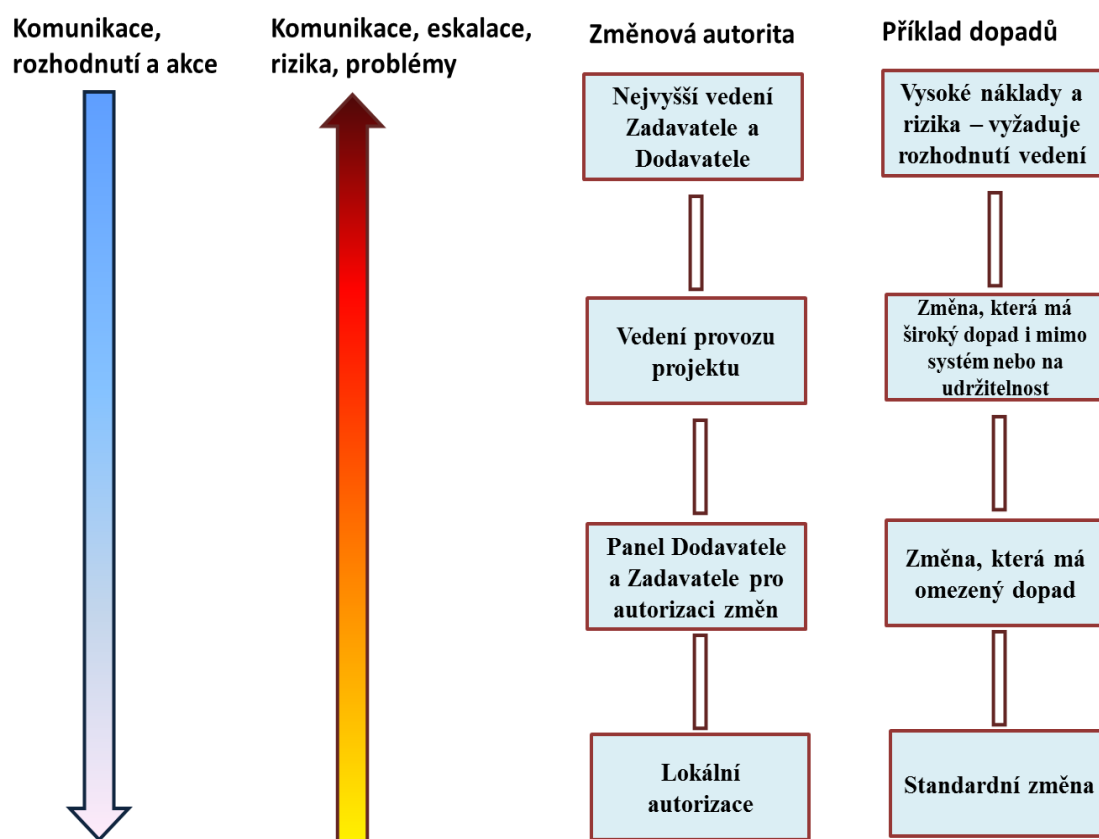 Komunikace,
rozhodnutí a akce
Komunikace, eskalace,
rizika, problémy
Změnová autorita
Příklad dopadů
Nejvyšší vedení
Zadavatele a
Dodavatele
Vysoké náklady a
rizika – vyžaduje
rozhodnutí vedení
Vedení provozu
projektu
Změna, která má
široký dopad i mimo
systém nebo na
udržitelnost
Panel Dodavatele
a Zadavatele pro
autorizaci změn
Změna, která má
omezený dopad
Lokální
autorizace
Standardní změna